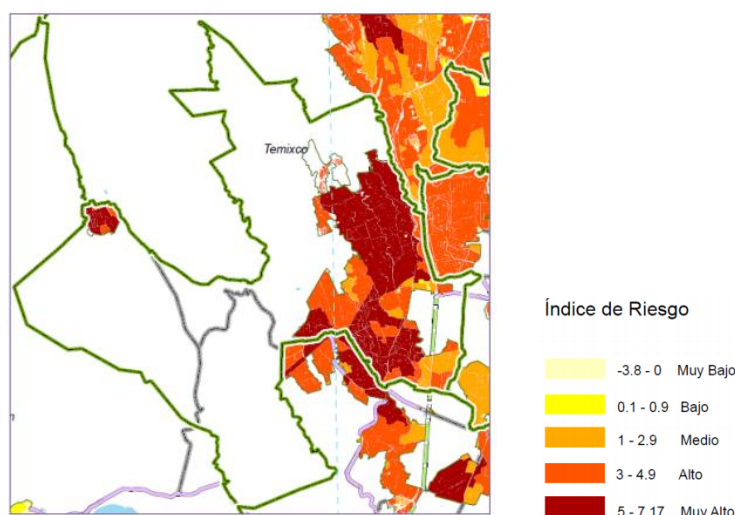 Temixco
Índice de Riesgo
-3.8 - 0 Muy Bajo
0.1 - 0.9 Bajo
1 - 2.9 Medio
3 - 4.9 Alto
5 - 7.17 Muy Alto